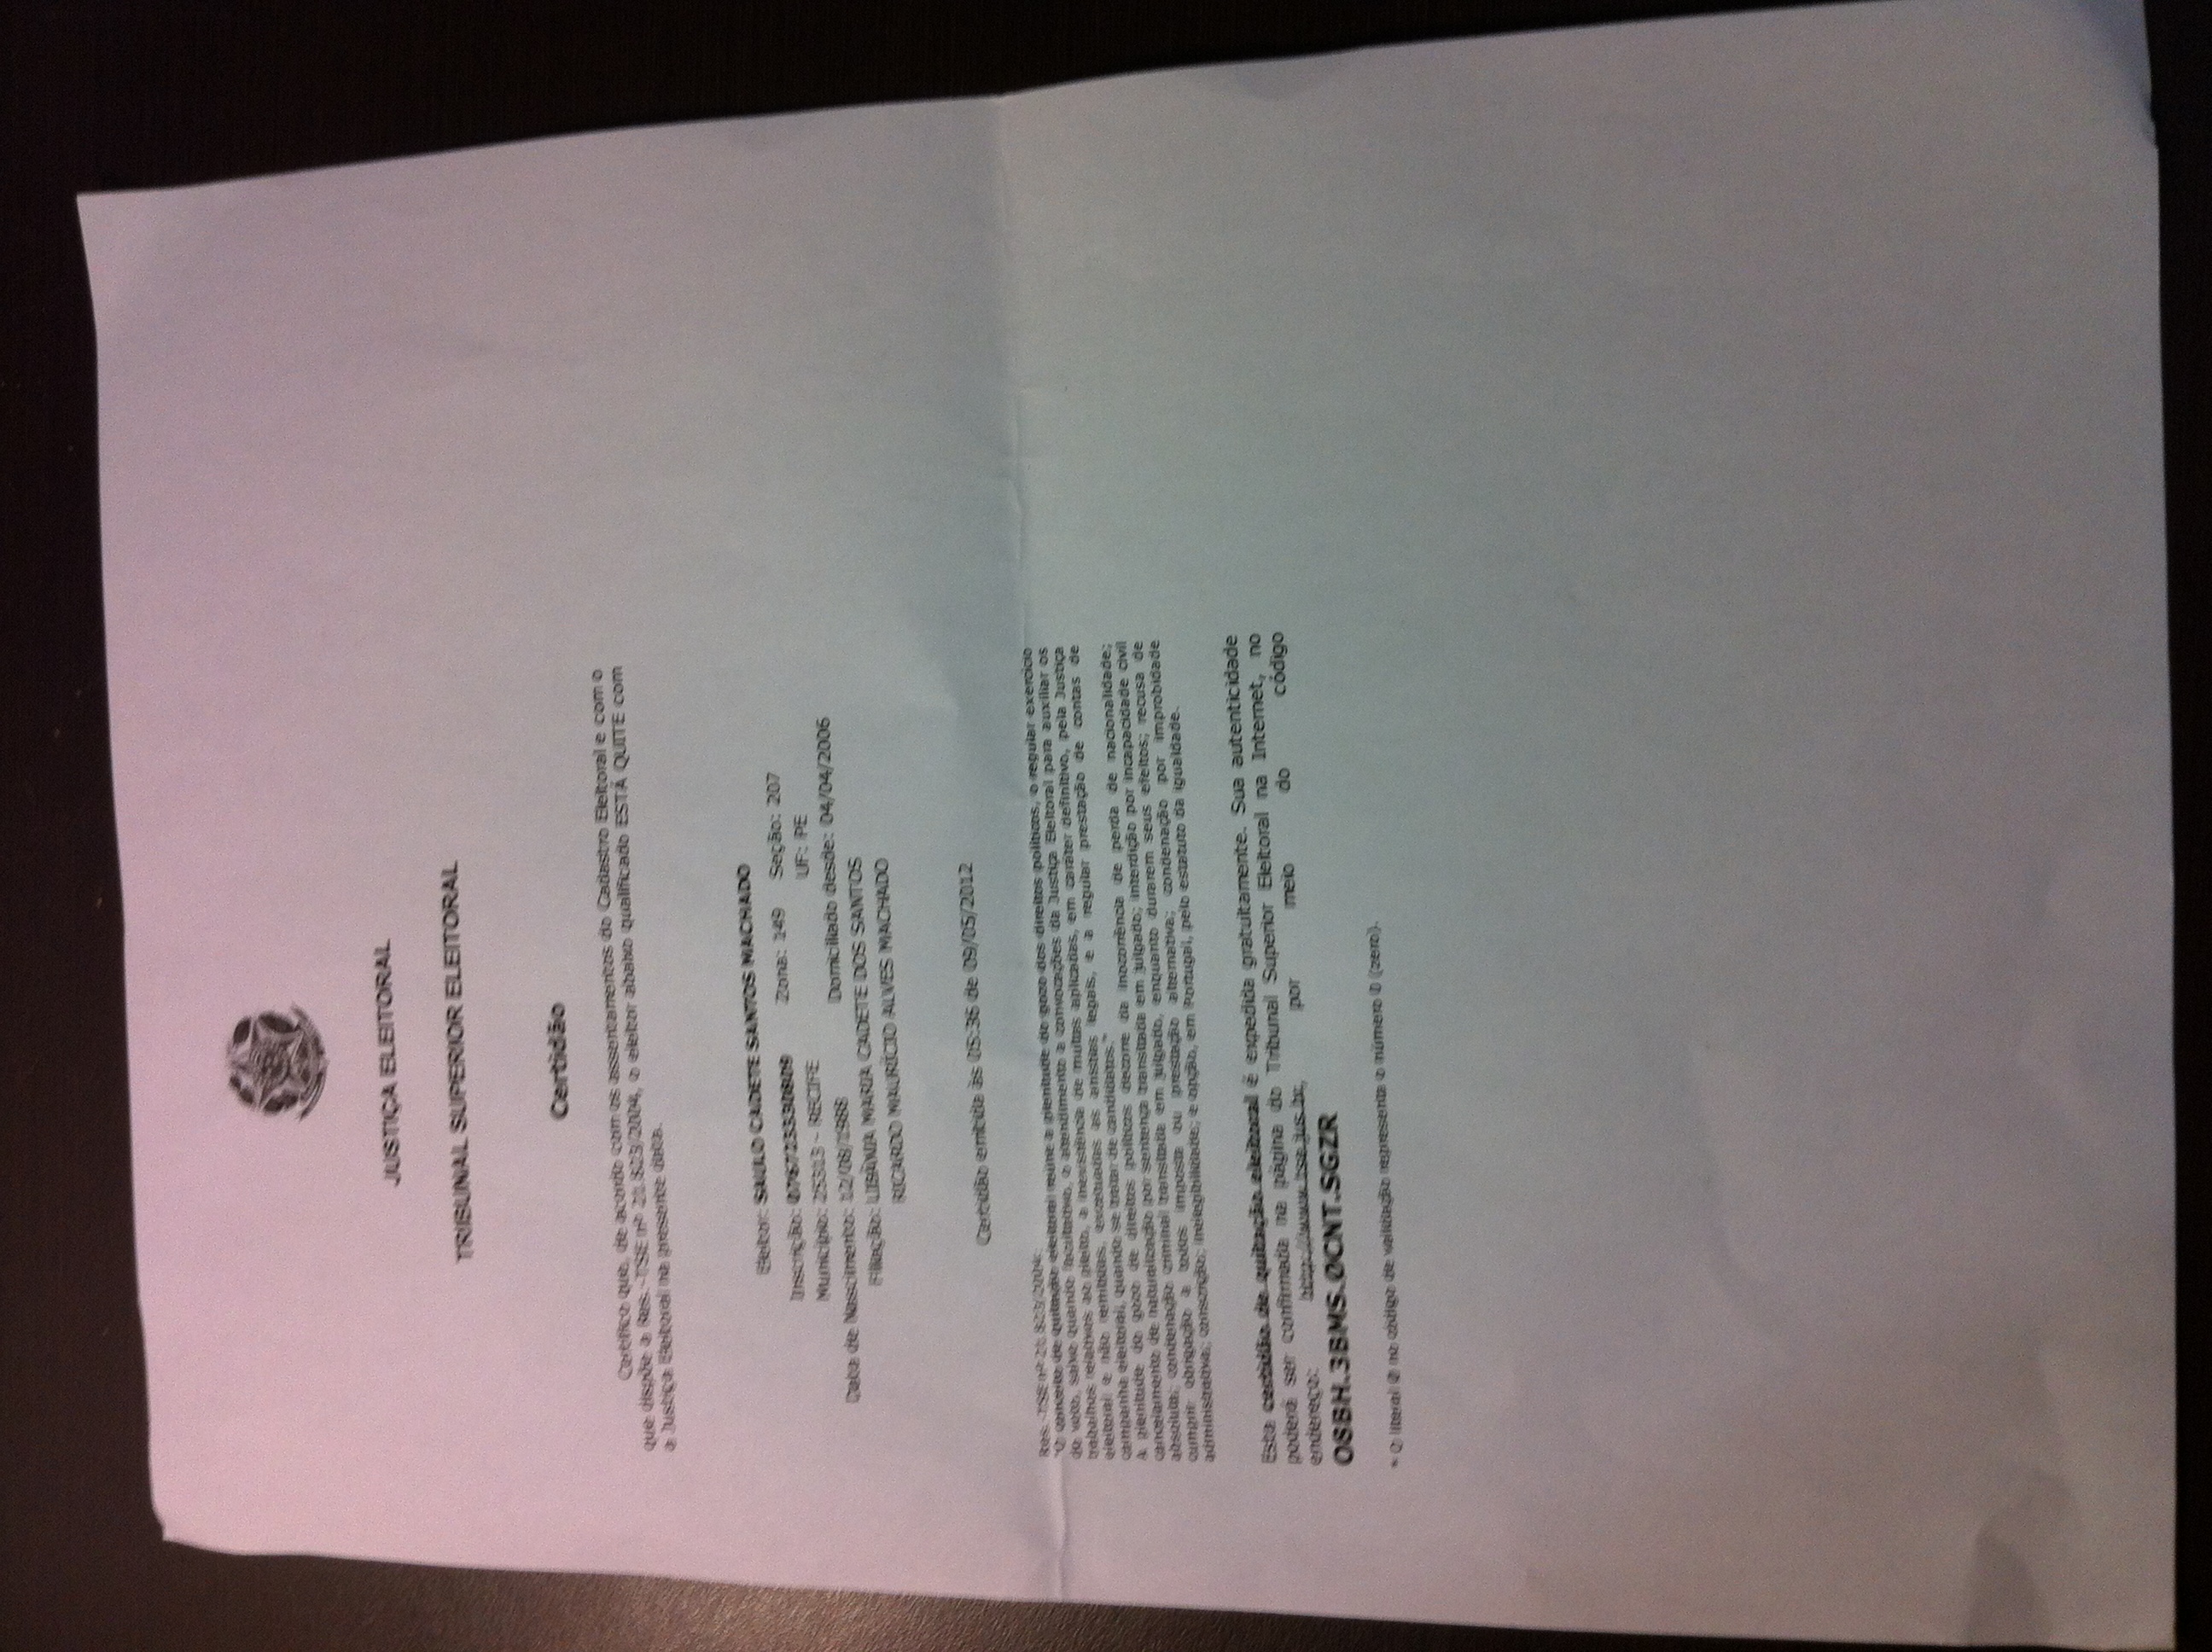 JUSTIÇA ELEITORAL
TRIBUNAL SUPERIOR ELEITORAL
Certidão
Certifico que, de acordo com os assentamentos do Cadastro Eleitoral e com o
que dispõe a Res.-TSE nº 21.823/2004, o eleitor abaixo qualificado ESTÁ QUITE com
a Justiça Eleitoral na presente data.
Eleitor: SAULO CADETE SANTOS MACHADO
Inscrição: Zona: 149 Seção: 207
Município: 25313 - RECIFE UF: PE
Data de Nascimento: 12/08/1988 Domiciliado desde: 04/04/2006
Filiação: LIBÂNIA MARIA CADETE DOS SANTOS
RICARDO MAURÍCIO ALVES MACHADO
Certidão emitida às 05:36 de 09/05/2012
Res.-TSE nº 21.823/2004:
"O conceito de quitação eleitoral reúne a plenitude do gozo dos direitos políticos, o regular exercício
do voto, salvo quando facultativo, o atendimento a convocações da Justiça Eleitoral para auxiliar os
trabalhos relativos ao pleito, a inexistência de multas aplicadas, em caráter definitivo, pela Justiça
eleitoral e não remitidas, excetuadas as anistias legais, e a regular prestação de contas de
campanha eleitoral, quando se tratar de candidatos."
A plenitude do gozo de direitos políticos decorre da inocorrência de perda de nacionalidade;
cancelamento de naturalização por sentença transitada em julgado; interdição por incapacidade civil
absoluta; condenação criminal transitada em julgado, enquanto durarem seus efeitos; recusa de
cumprir obrigação a todos imposta ou prestação alternativa; condenação por improbidade
administrativa; conscrição; inelegibilidade; e opção, em Portugal, pelo estatuto da igualdade.
Esta certidão de quitação eleitoral é expedida gratuitamente. Sua autenticidade
poderá ser confirmada na página do Tribunal Superior Eleitoral na Internet, no
endereço: http://www.tse.jus.br, por meio do código
OSBH.3BMS.0CNT.SGZR
* O literal 0 no código de validação representa o número 0 (zero).